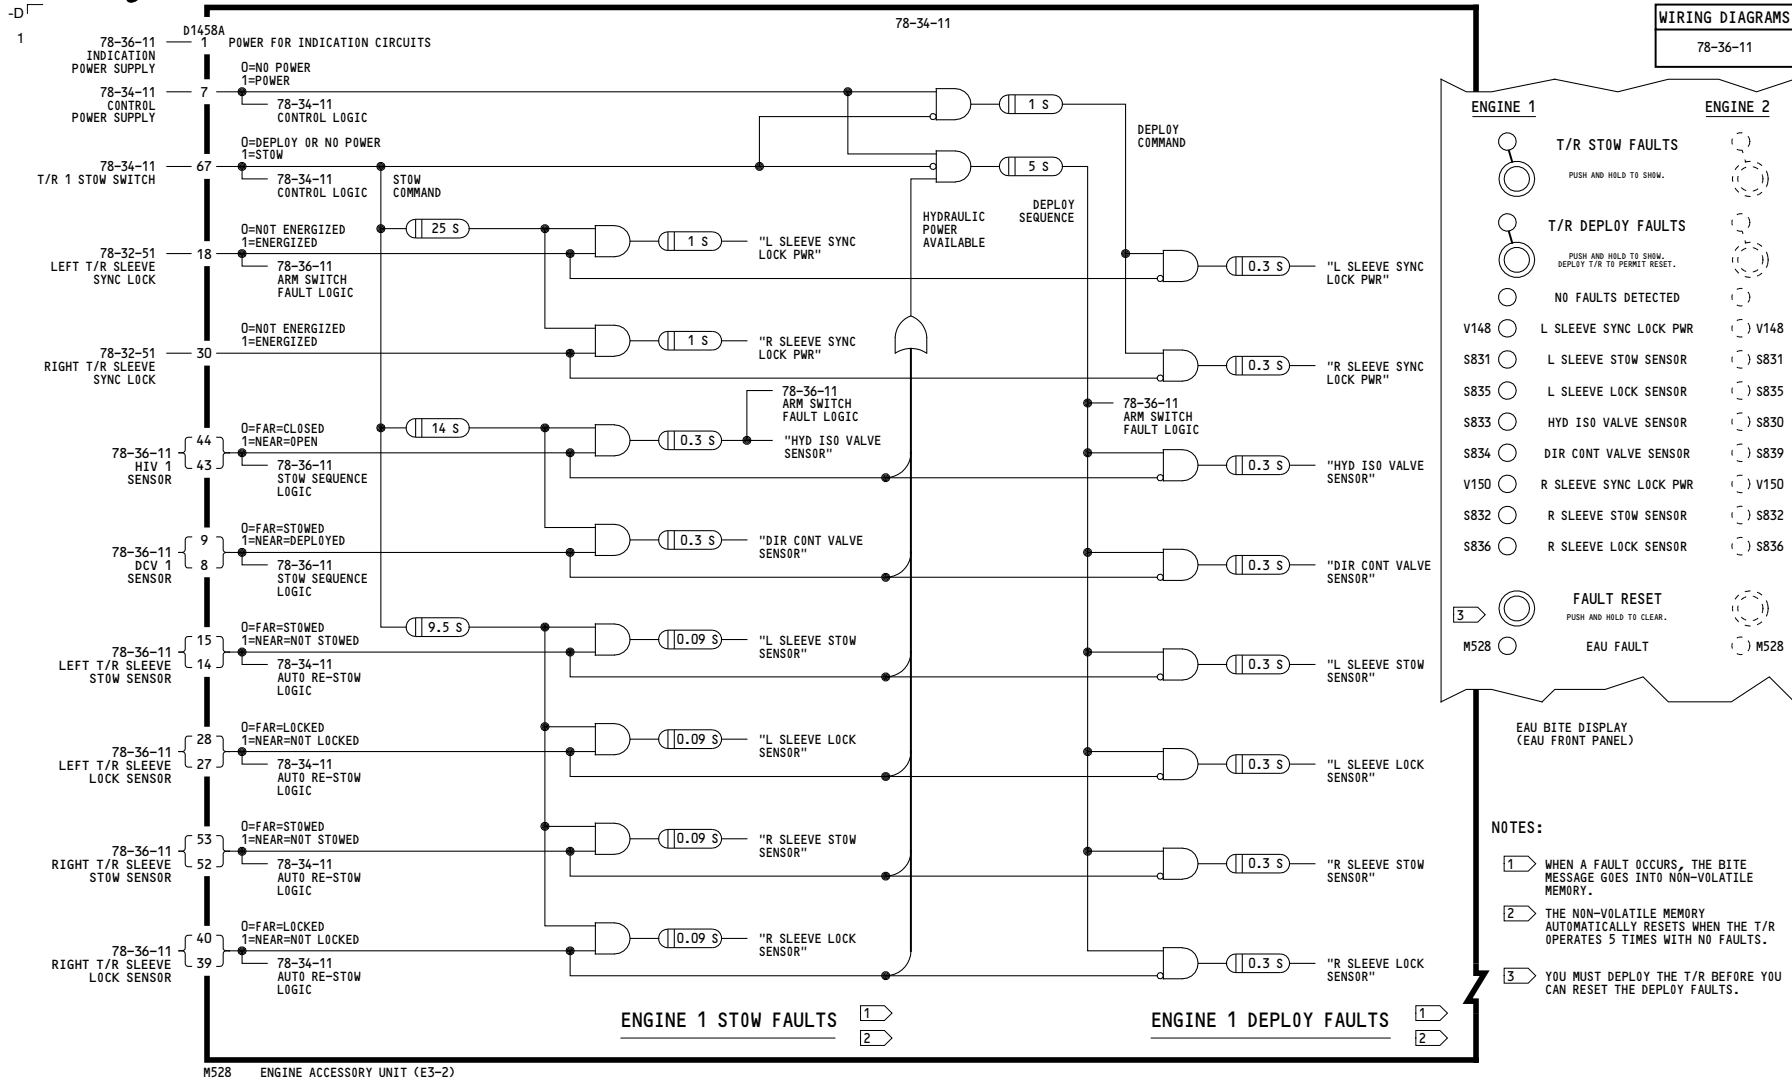 -D
1
78-34-11
WIRING DIAGRAMS
78-36-11
D1458A
78-36-11
INDICATION
POWER SUPPLY
1
POWER FOR INDICATION CIRCUITS
0=NO POWER
1=POWER
78-34-11
CONTROL
POWER SUPPLY
7
78-34-11
CONTROL LOGIC
1 S
0=DEPLOY OR NO POWER
1=STOW
78-34-11
T/R 1 STOW SWITCH
67
78-34-11
CONTROL LOGIC
STOW
COMMAND
5 S
DEPLOY
COMMAND
HYDRAULIC
POWER
AVAILABLE
DEPLOY
SEQUENCE
0=NOT ENERGIZED
1=ENERGIZED
78-32-51
LEFT T/R SLEEVE
SYNC LOCK
18
78-36-11
ARM SWITCH
FAULT LOGIC
25 S
1 S
"L SLEEVE SYNC
LOCK PWR"
0.3 S
"L SLEEVE SYNC
LOCK PWR"
0=NOT ENERGIZED
1=ENERGIZED
78-32-51
RIGHT T/R SLEEVE
SYNC LOCK
30
1 S
"R SLEEVE SYNC
LOCK PWR"
0.3 S
"R SLEEVE SYNC
LOCK PWR"
78-36-11
ARM SWITCH
FAULT LOGIC
78-36-11
ARM SWITCH
FAULT LOGIC
0=FAR=CLOSED
1=NEAR=OPEN
78-36-11
HIV 1
SENSOR
44
43
78-36-11
STOW SEQUENCE
LOGIC
14 S
0.3 S
"HYD ISO VALVE
SENSOR"
0.3 S
"HYD ISO VALVE
SENSOR"
0=FAR=STOWED
1=NEAR=DEPLOYED
78-36-11
DCV 1
SENSOR
9
8
78-36-11
STOW SEQUENCE
LOGIC
0.3 S
"DIR CONT VALVE
SENSOR"
0.3 S
"DIR CONT VALVE
SENSOR"
0=FAR=STOWED
1=NEAR=NOT STOWED
78-36-11
LEFT T/R SLEEVE
STOW SENSOR
15
14
78-34-11
AUTO RE-STOW
LOGIC
9.5 S
0.09 S
"L SLEEVE STOW
SENSOR"
0.3 S
"L SLEEVE STOW
SENSOR"
0=FAR=LOCKED
1=NEAR=NOT LOCKED
78-36-11
LEFT T/R SLEEVE
LOCK SENSOR
28
27
78-34-11
AUTO RE-STOW
LOGIC
0.09 S
"L SLEEVE LOCK
SENSOR"
0.3 S
"L SLEEVE LOCK
SENSOR"
0=FAR=STOWED
1=NEAR=NOT STOWED
78-36-11
RIGHT T/R SLEEVE
STOW SENSOR
53
52
78-34-11
AUTO RE-STOW
LOGIC
0.09 S
"R SLEEVE STOW
SENSOR"
0.3 S
"R SLEEVE STOW
SENSOR"
0=FAR=LOCKED
1=NEAR=NOT LOCKED
78-36-11
RIGHT T/R SLEEVE
LOCK SENSOR
40
39
78-34-11
AUTO RE-STOW
LOGIC
0.09 S
"R SLEEVE LOCK
SENSOR"
0.3 S
"R SLEEVE LOCK
SENSOR"
ENGINE 1 STOW FAULTS
1
2
ENGINE 1 DEPLOY FAULTS
1
2
M528 ENGINE ACCESSORY UNIT (E3-2)
ENGINE 1 ENGINE 2
T/R STOW FAULTS
PUSH AND HOLD TO SHOW.
T/R DEPLOY FAULTS
PUSH AND HOLD TO SHOW.
DEPLOY T/R TO PERMIT RESET.
NO FAULTS DETECTED
V148 L SLEEVE SYNC LOCK PWR V148
S831 L SLEEVE STOW SENSOR S831
S835 L SLEEVE LOCK SENSOR S835
S833 HYD ISO VALVE SENSOR S830
S834 DIR CONT VALVE SENSOR S839
V150 R SLEEVE SYNC LOCK PWR V150
S832 R SLEEVE STOW SENSOR S832
S836 R SLEEVE LOCK SENSOR S836
3
FAULT RESET
PUSH AND HOLD TO CLEAR.
M528 EAU FAULT M528
EAU BITE DISPLAY
(EAU FRONT PANEL)
NOTES:
1 WHEN A FAULT OCCURS, THE BITE
MESSAGE GOES INTO NON-VOLATILE
MEMORY.
2 THE NON-VOLATILE MEMORY
AUTOMATICALLY RESETS WHEN THE T/R
OPERATES 5 TIMES WITH NO FAULTS.
3 YOU MUST DEPLOY THE T/R BEFORE YOU
CAN RESET THE DEPLOY FAULTS.